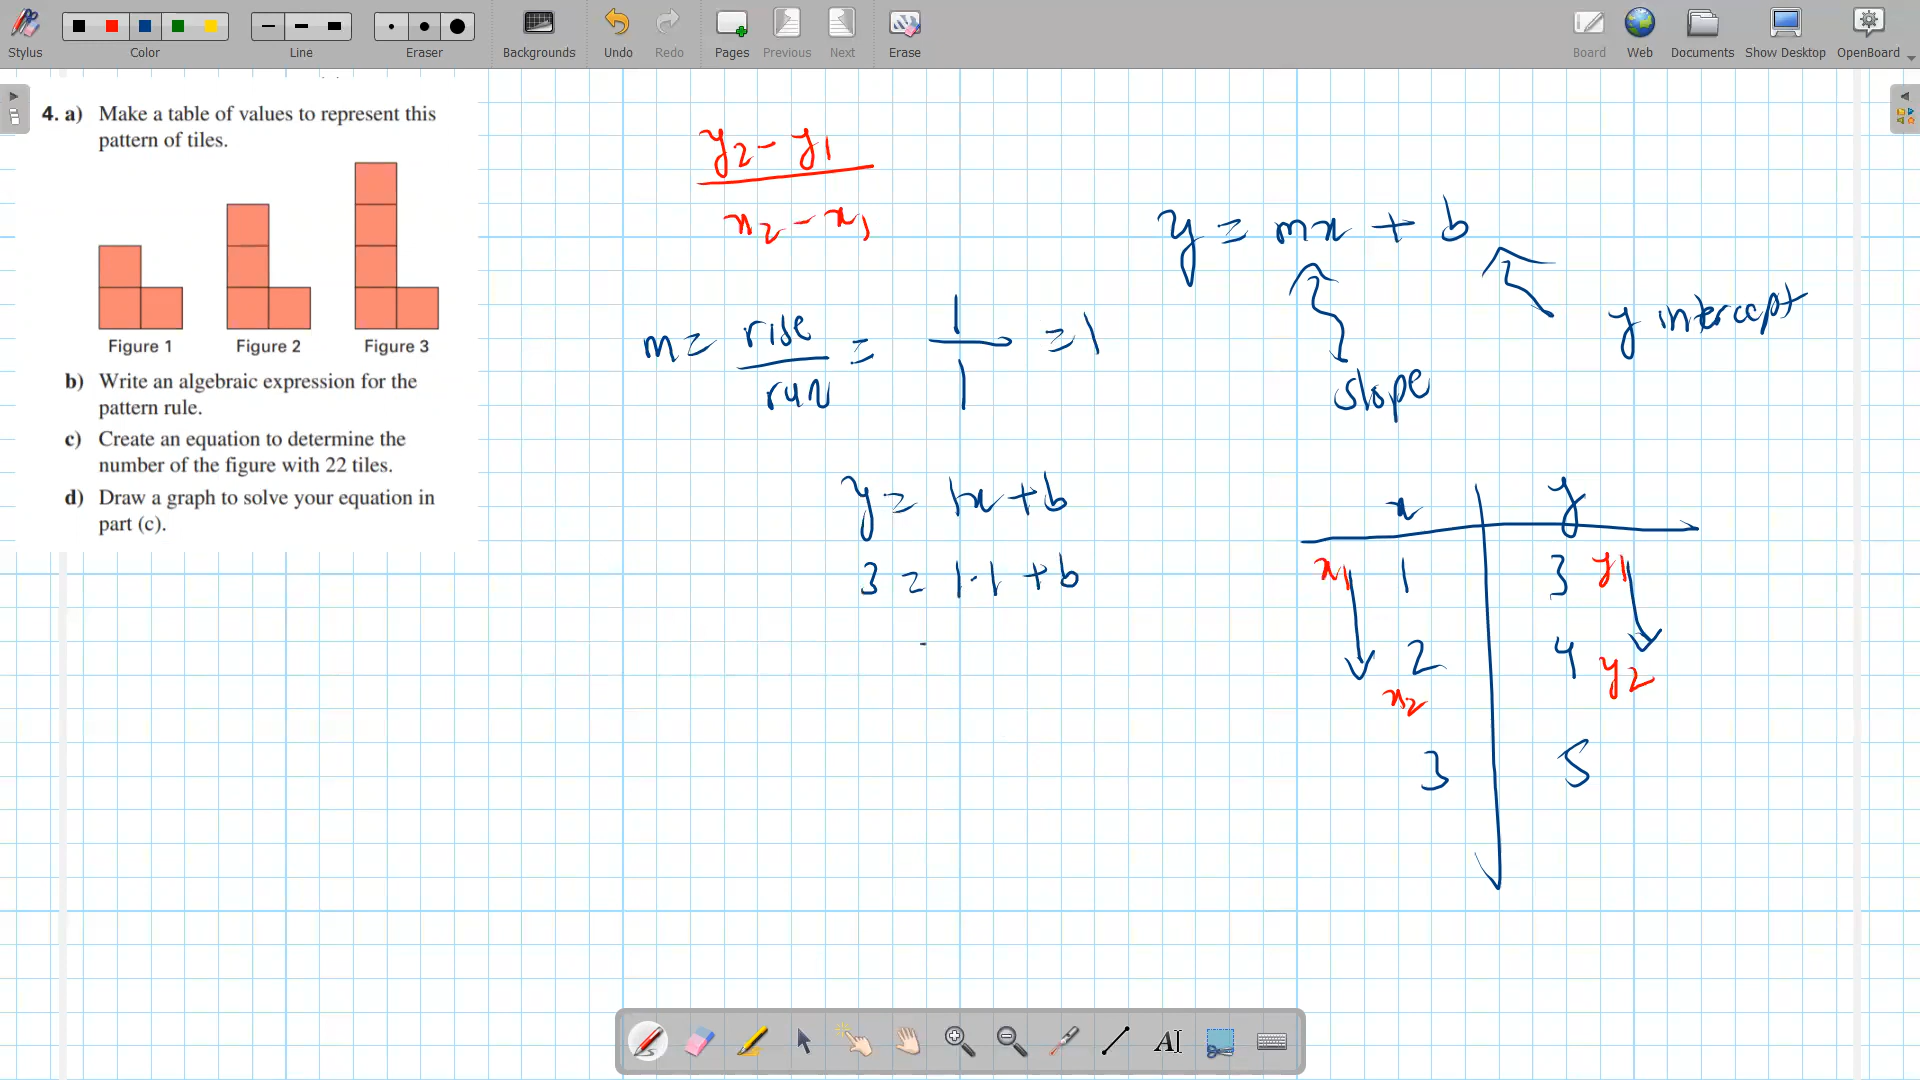 Stylus Color Line Eraser Backgrounds Undo Redo Pages Previous Next Erase Board Web Documents Show Desktop OpenBoard
4. a) Make a table of values to represent this
pattern of tiles.
Figure 1 Figure 2 Figure 3
b) Write an algebraic expression for the
pattern rule.
c) Create an equation to determine the
number of the figure with 22 tiles.
d) Draw a graph to solve your equation in
part (c).
y2 - y1
x2 - x1
m = rise / run = 1 / 1 = 1
y = mx + b
slope
y intercept
y = 1x + b
3 = 1·1 + b
x y
x1 1 3 y1
2 4
x2 y2
3 5
AI